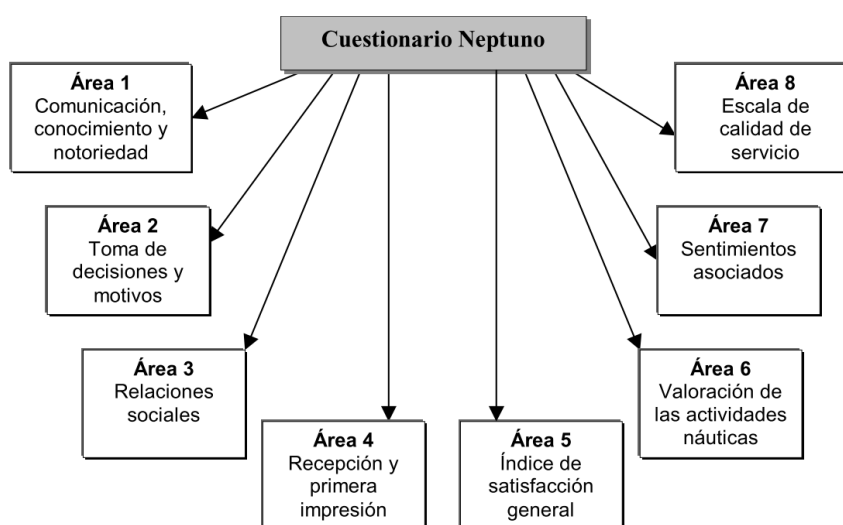 Cuestionario Neptuno
Área 1
Comunicación,
conocimiento y
notoriedad
Área 2
Toma de
decisiones y
motivos
Área 3
Relaciones
sociales
Área 4
Recepción y
primera
impresión
Área 5
Índice de
satisfacción
general
Área 6
Valoración de
las actividades
náuticas
Área 7
Sentimientos
asociados
Área 8
Escala de
calidad de
servicio